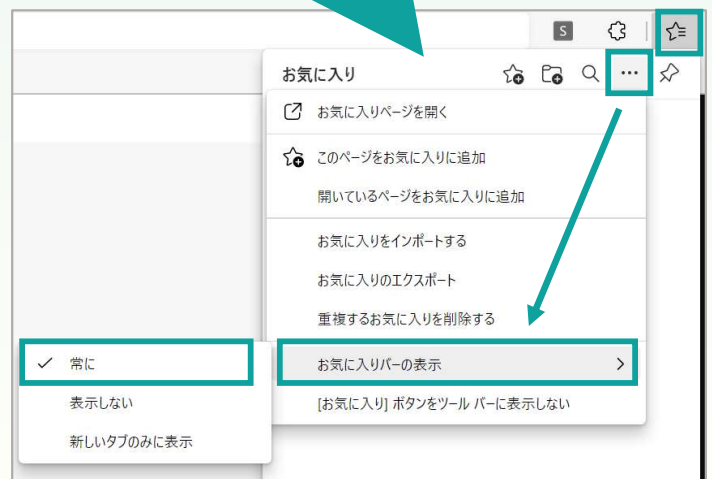 S
お気に入り
お気に入りページを開く
このページをお気に入りに追加
開いているページをお気に入りに追加
お気に入りをインポートする
お気に入りのエクスポート
重複するお気に入りを削除する
お気に入りバーの表示
[お気に入り] ボタンをツール バーに表示しない
常に
表示しない
新しいタブのみに表示